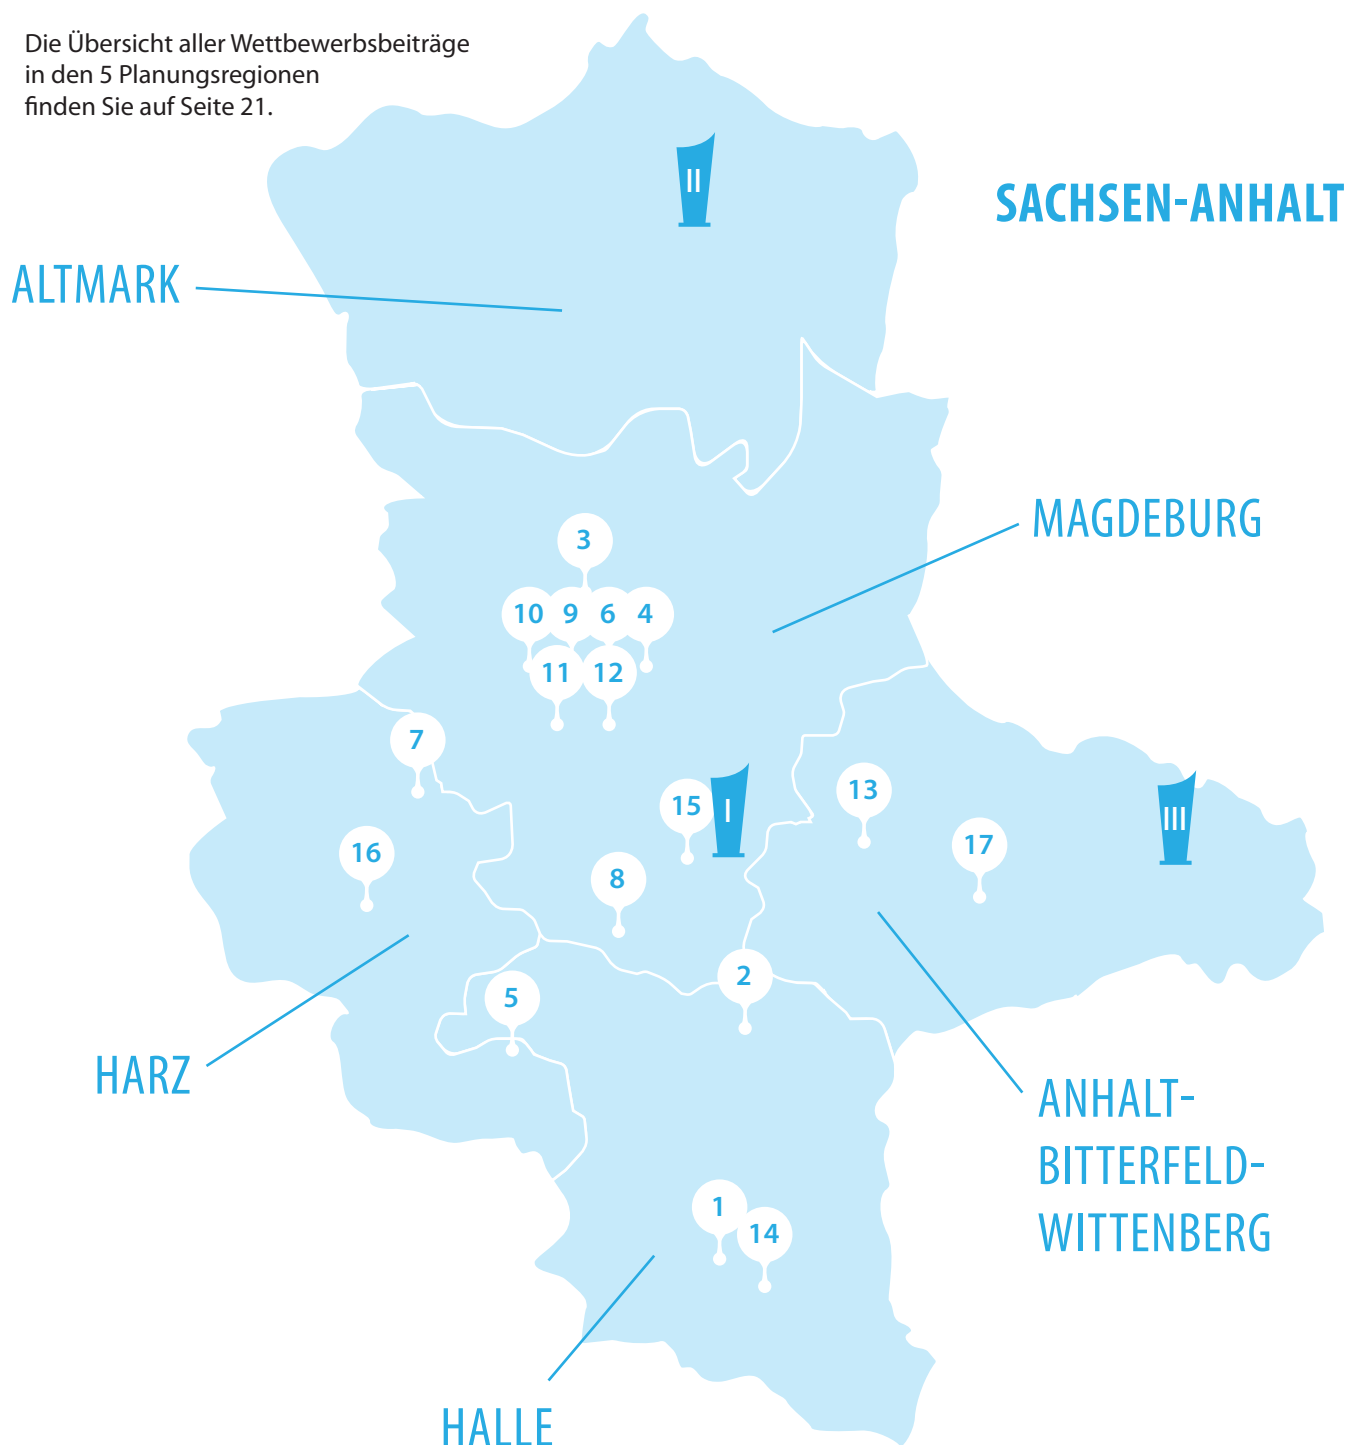 Die Übersicht aller Wettbewerbsbeiträge
in den 5 Planungsregionen
finden Sie auf Seite 21.
II
SACHSEN-ANHALT
ALTMARK
MAGDEBURG
3
10 9 6 4
11 12
7
15 I 13 III
16 17
8
2
5
HARZ
ANHALT-
BITTERFELD-
WITTENBERG
1
14
HALLE